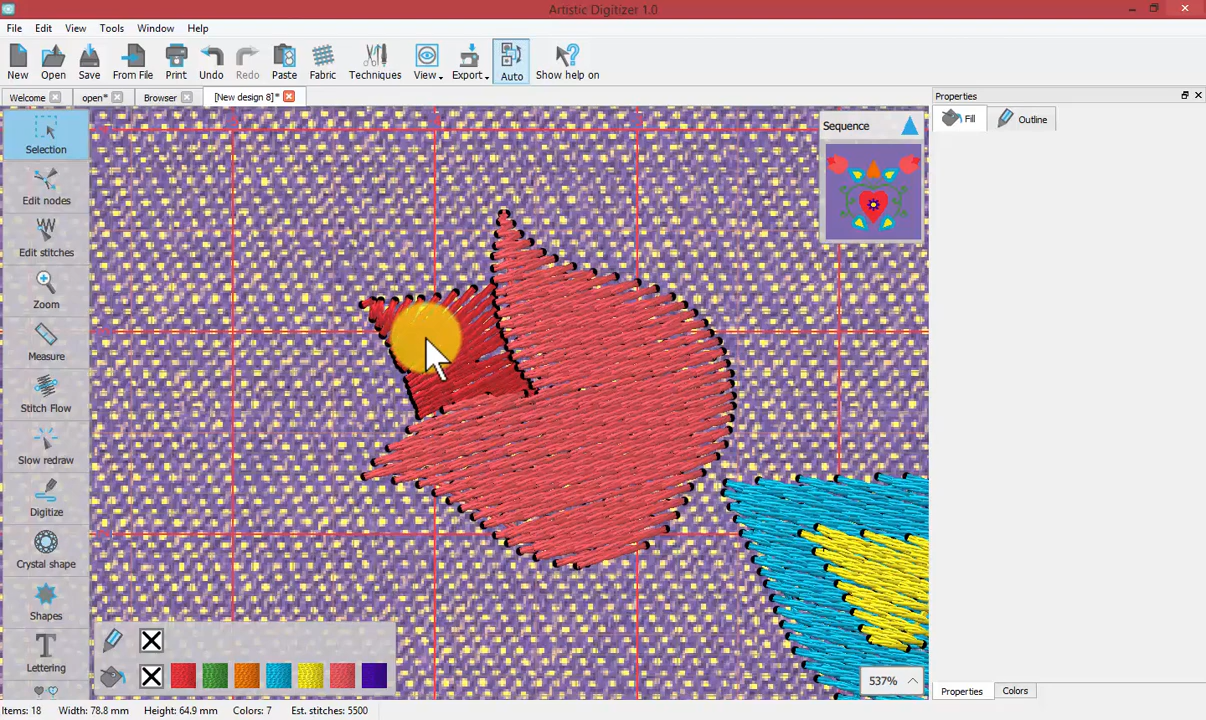 Artistic Digitizer 1.0
File Edit View Tools Window Help
New Open Save From File Print Undo Redo Paste Fabric Techniques View Export Auto Show help on
Welcome open* Browser [New design 8]*
Properties
Fill Outline
Sequence
Selection
Edit nodes
Edit stitches
Zoom
Measure
Stitch Flow
Slow redraw
Digitize
Crystal shape
Shapes
Lettering
537%
Properties Colors
Items: 18 Width: 78.8 mm Height: 64.9 mm Colors: 7 Est. stitches: 5500